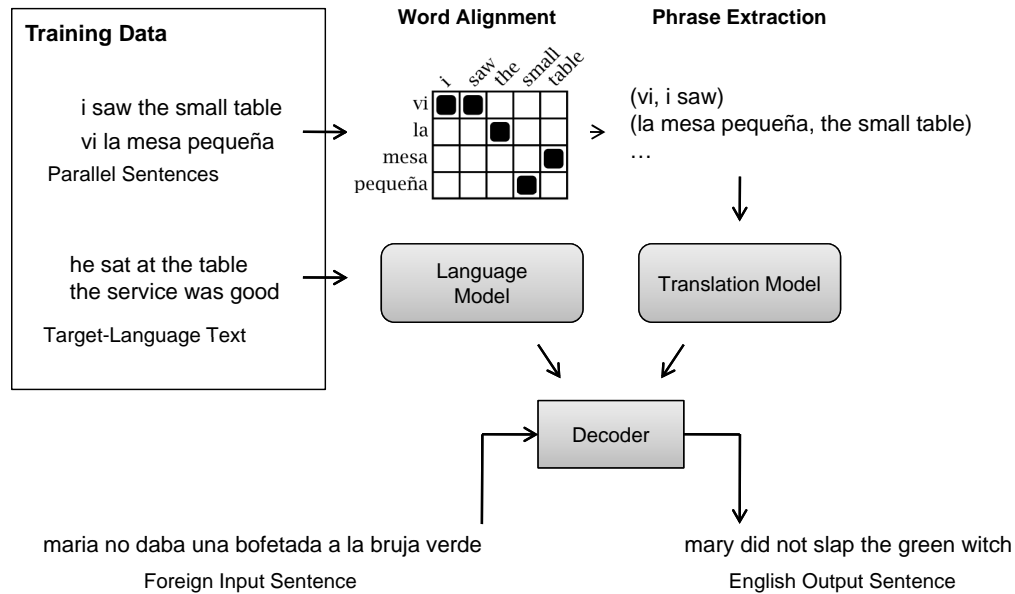 Training Data
i saw the small table
vi la mesa pequeña
Parallel Sentences
he sat at the table
the service was good
Target-Language Text
Word Alignment
i saw the small table
vi
la
mesa
pequeña
Phrase Extraction
(vi, i saw)
(la mesa pequeña, the small table)
…
Language
Model
Translation Model
Decoder
maria no daba una bofetada a la bruja verde
Foreign Input Sentence
mary did not slap the green witch
English Output Sentence